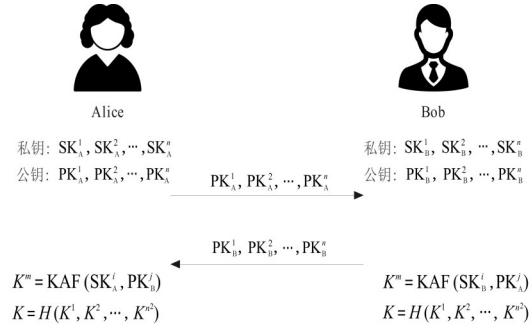 Alice Bob
私钥: SK_A^1, SK_A^2, ⋯, SK_A^n 私钥: SK_B^1, SK_B^2, ⋯, SK_B^n
公钥: PK_A^1, PK_A^2, ⋯, PK_A^n 公钥: PK_B^1, PK_B^2, ⋯, PK_B^n
PK_A^1, PK_A^2, ⋯, PK_A^n
PK_B^1, PK_B^2, ⋯, PK_B^n
K^m = KAF(SK_A^i, PK_B^j) K^m = KAF(SK_B^i, PK_A^j)
K = H(K^1, K^2, ⋯, K^{n2}) K = H(K^1, K^2, ⋯, K^{n2})